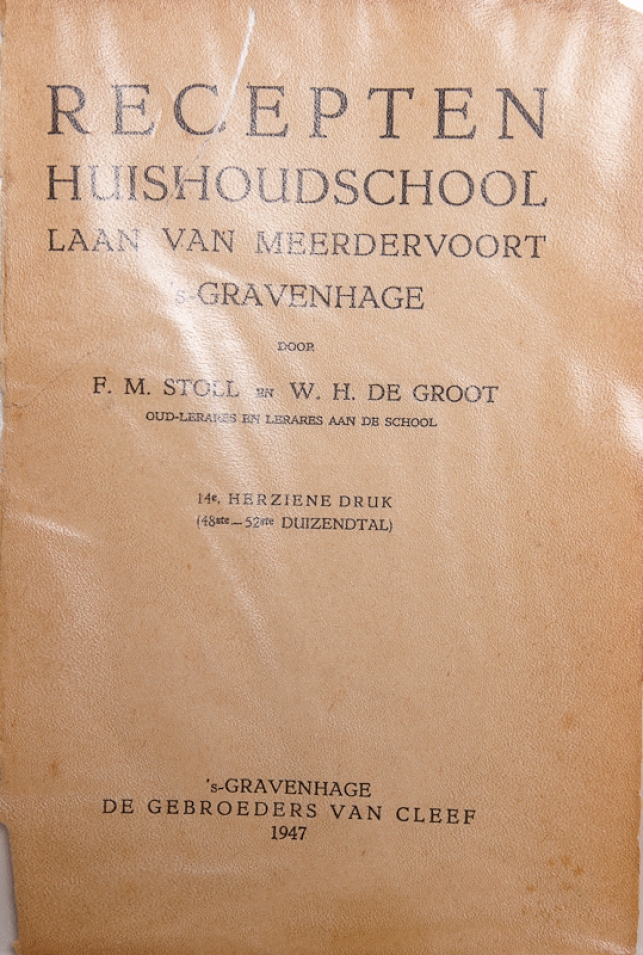 RECEPTEN
HUISHOUDSCHOOL
LAAN VAN MEERDERVOORT
's-GRAVENHAGE
DOOR
F. M. STOLL EN W. H. DE GROOT
OUD-LERARES EN LERARES AAN DE SCHOOL
14e. HERZIENE DRUK
(48ste—52ste DUIZENDTAL)
's-GRAVENHAGE
DE GEBROEDERS VAN CLEEF
1947